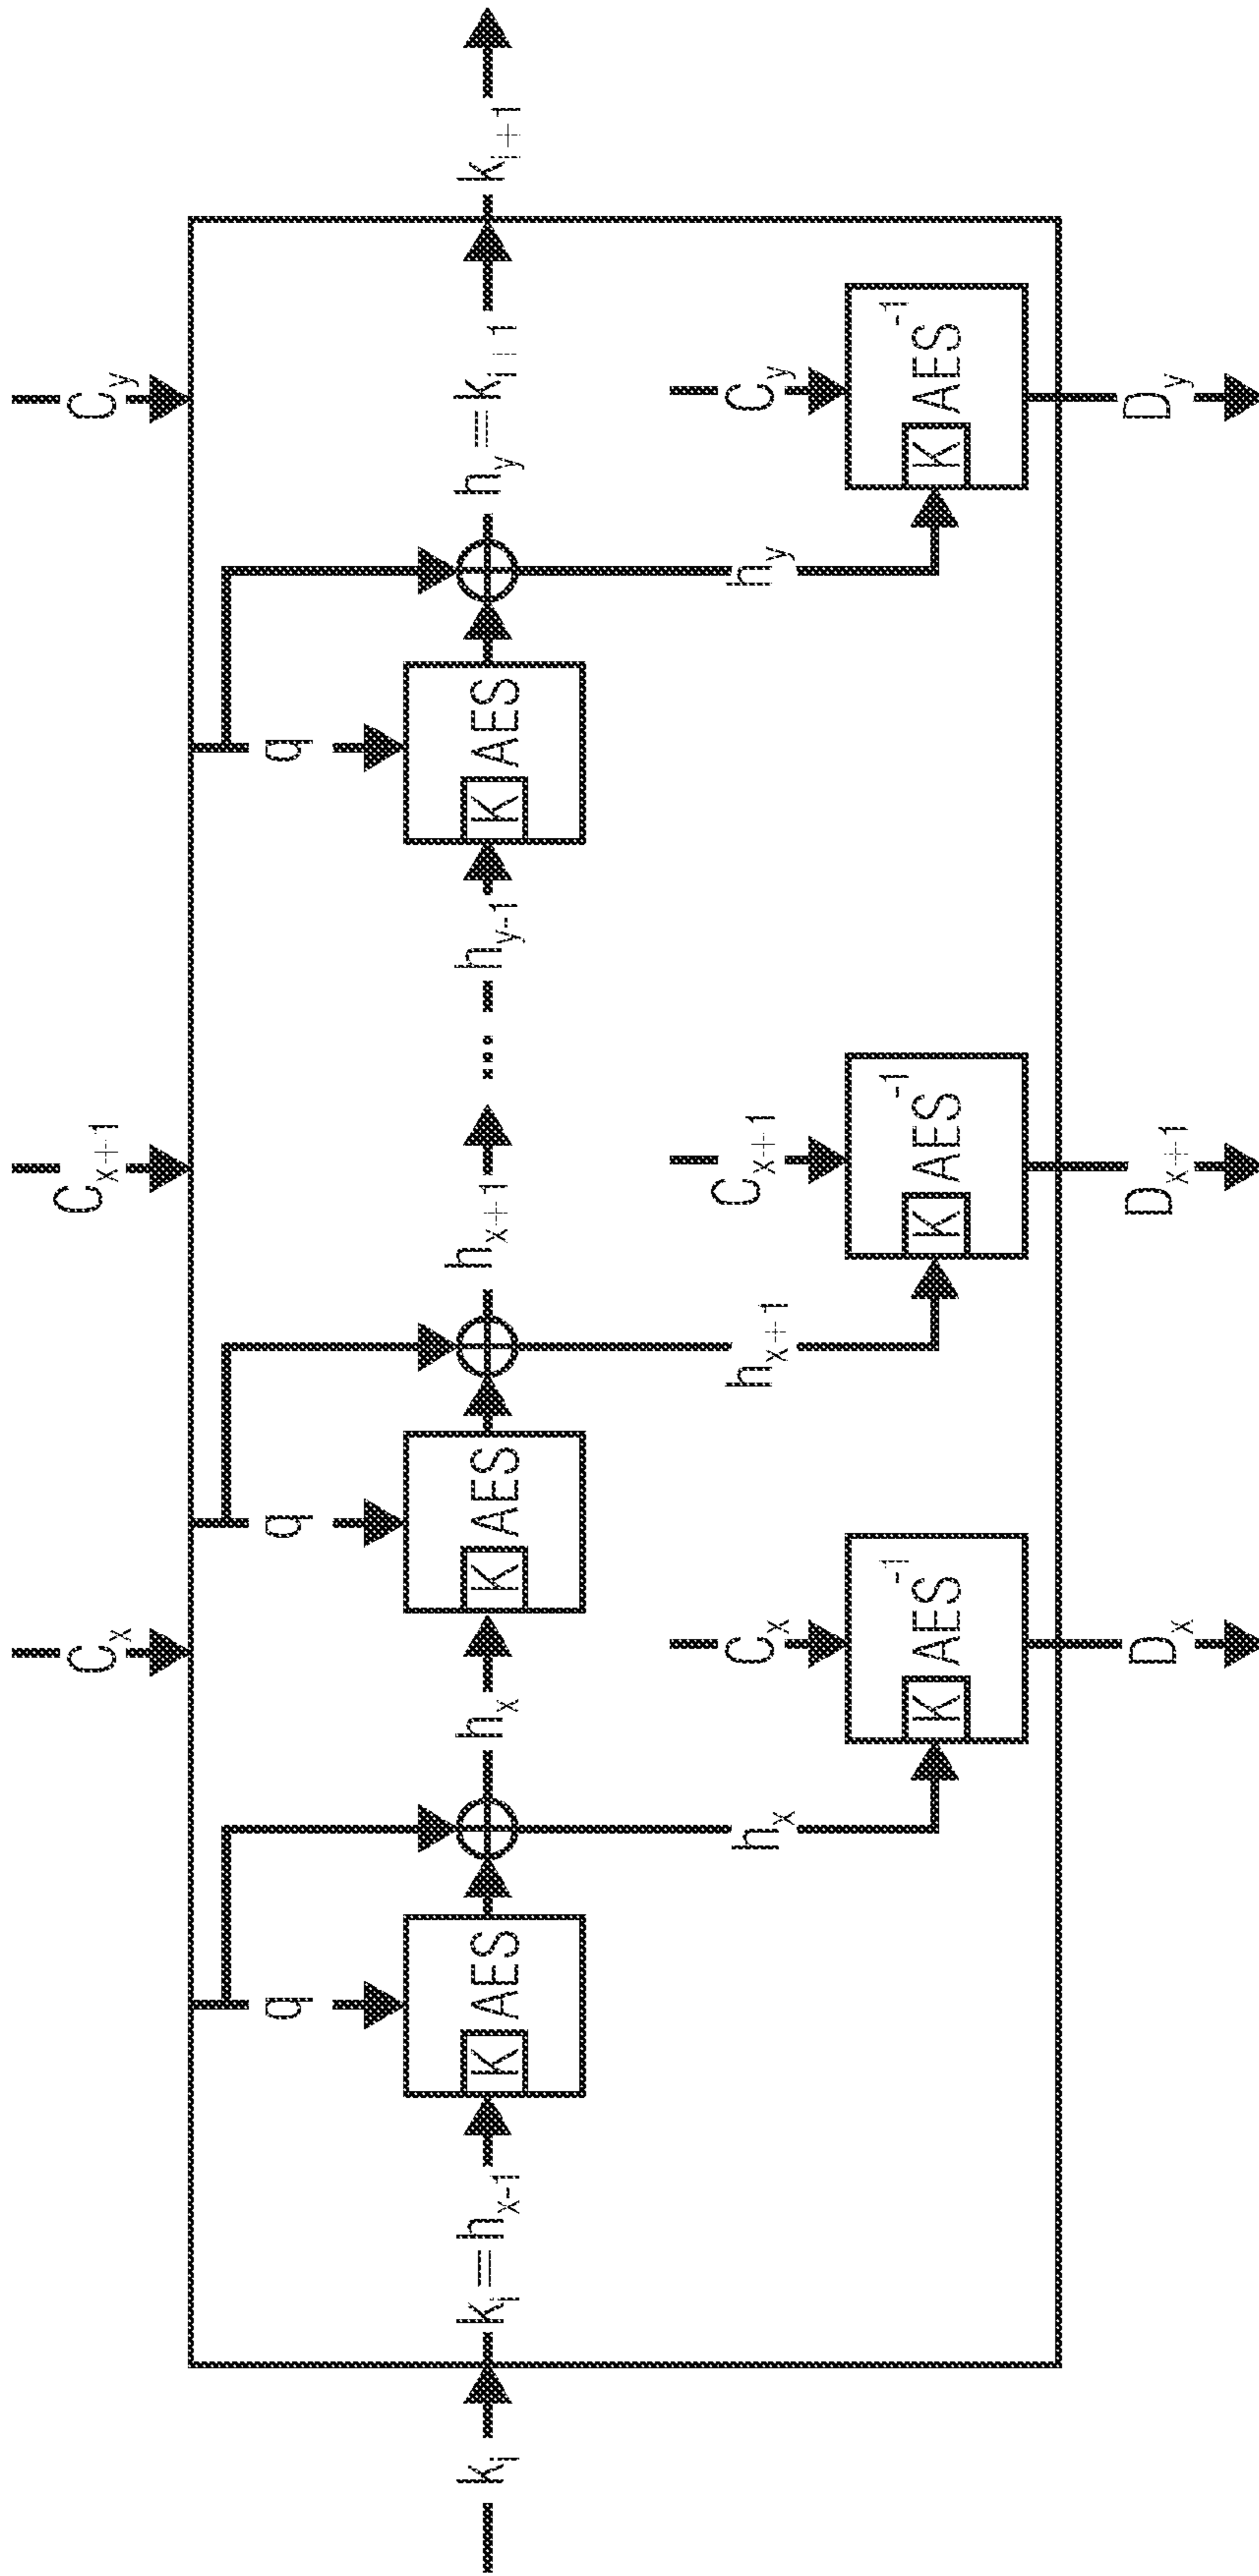 C_x C_{x+1} C_y
q q q
k_i k_i=h_{x-1} K AES h_x K AES h_{x+1} ... h_{y-1} K AES h_y=k_{i+1} k_{i+1}
h_x C_x h_{x+1} C_{x+1} h_y C_y
K AES^{-1} K AES^{-1} K AES^{-1}
D_x D_{x+1} D_y